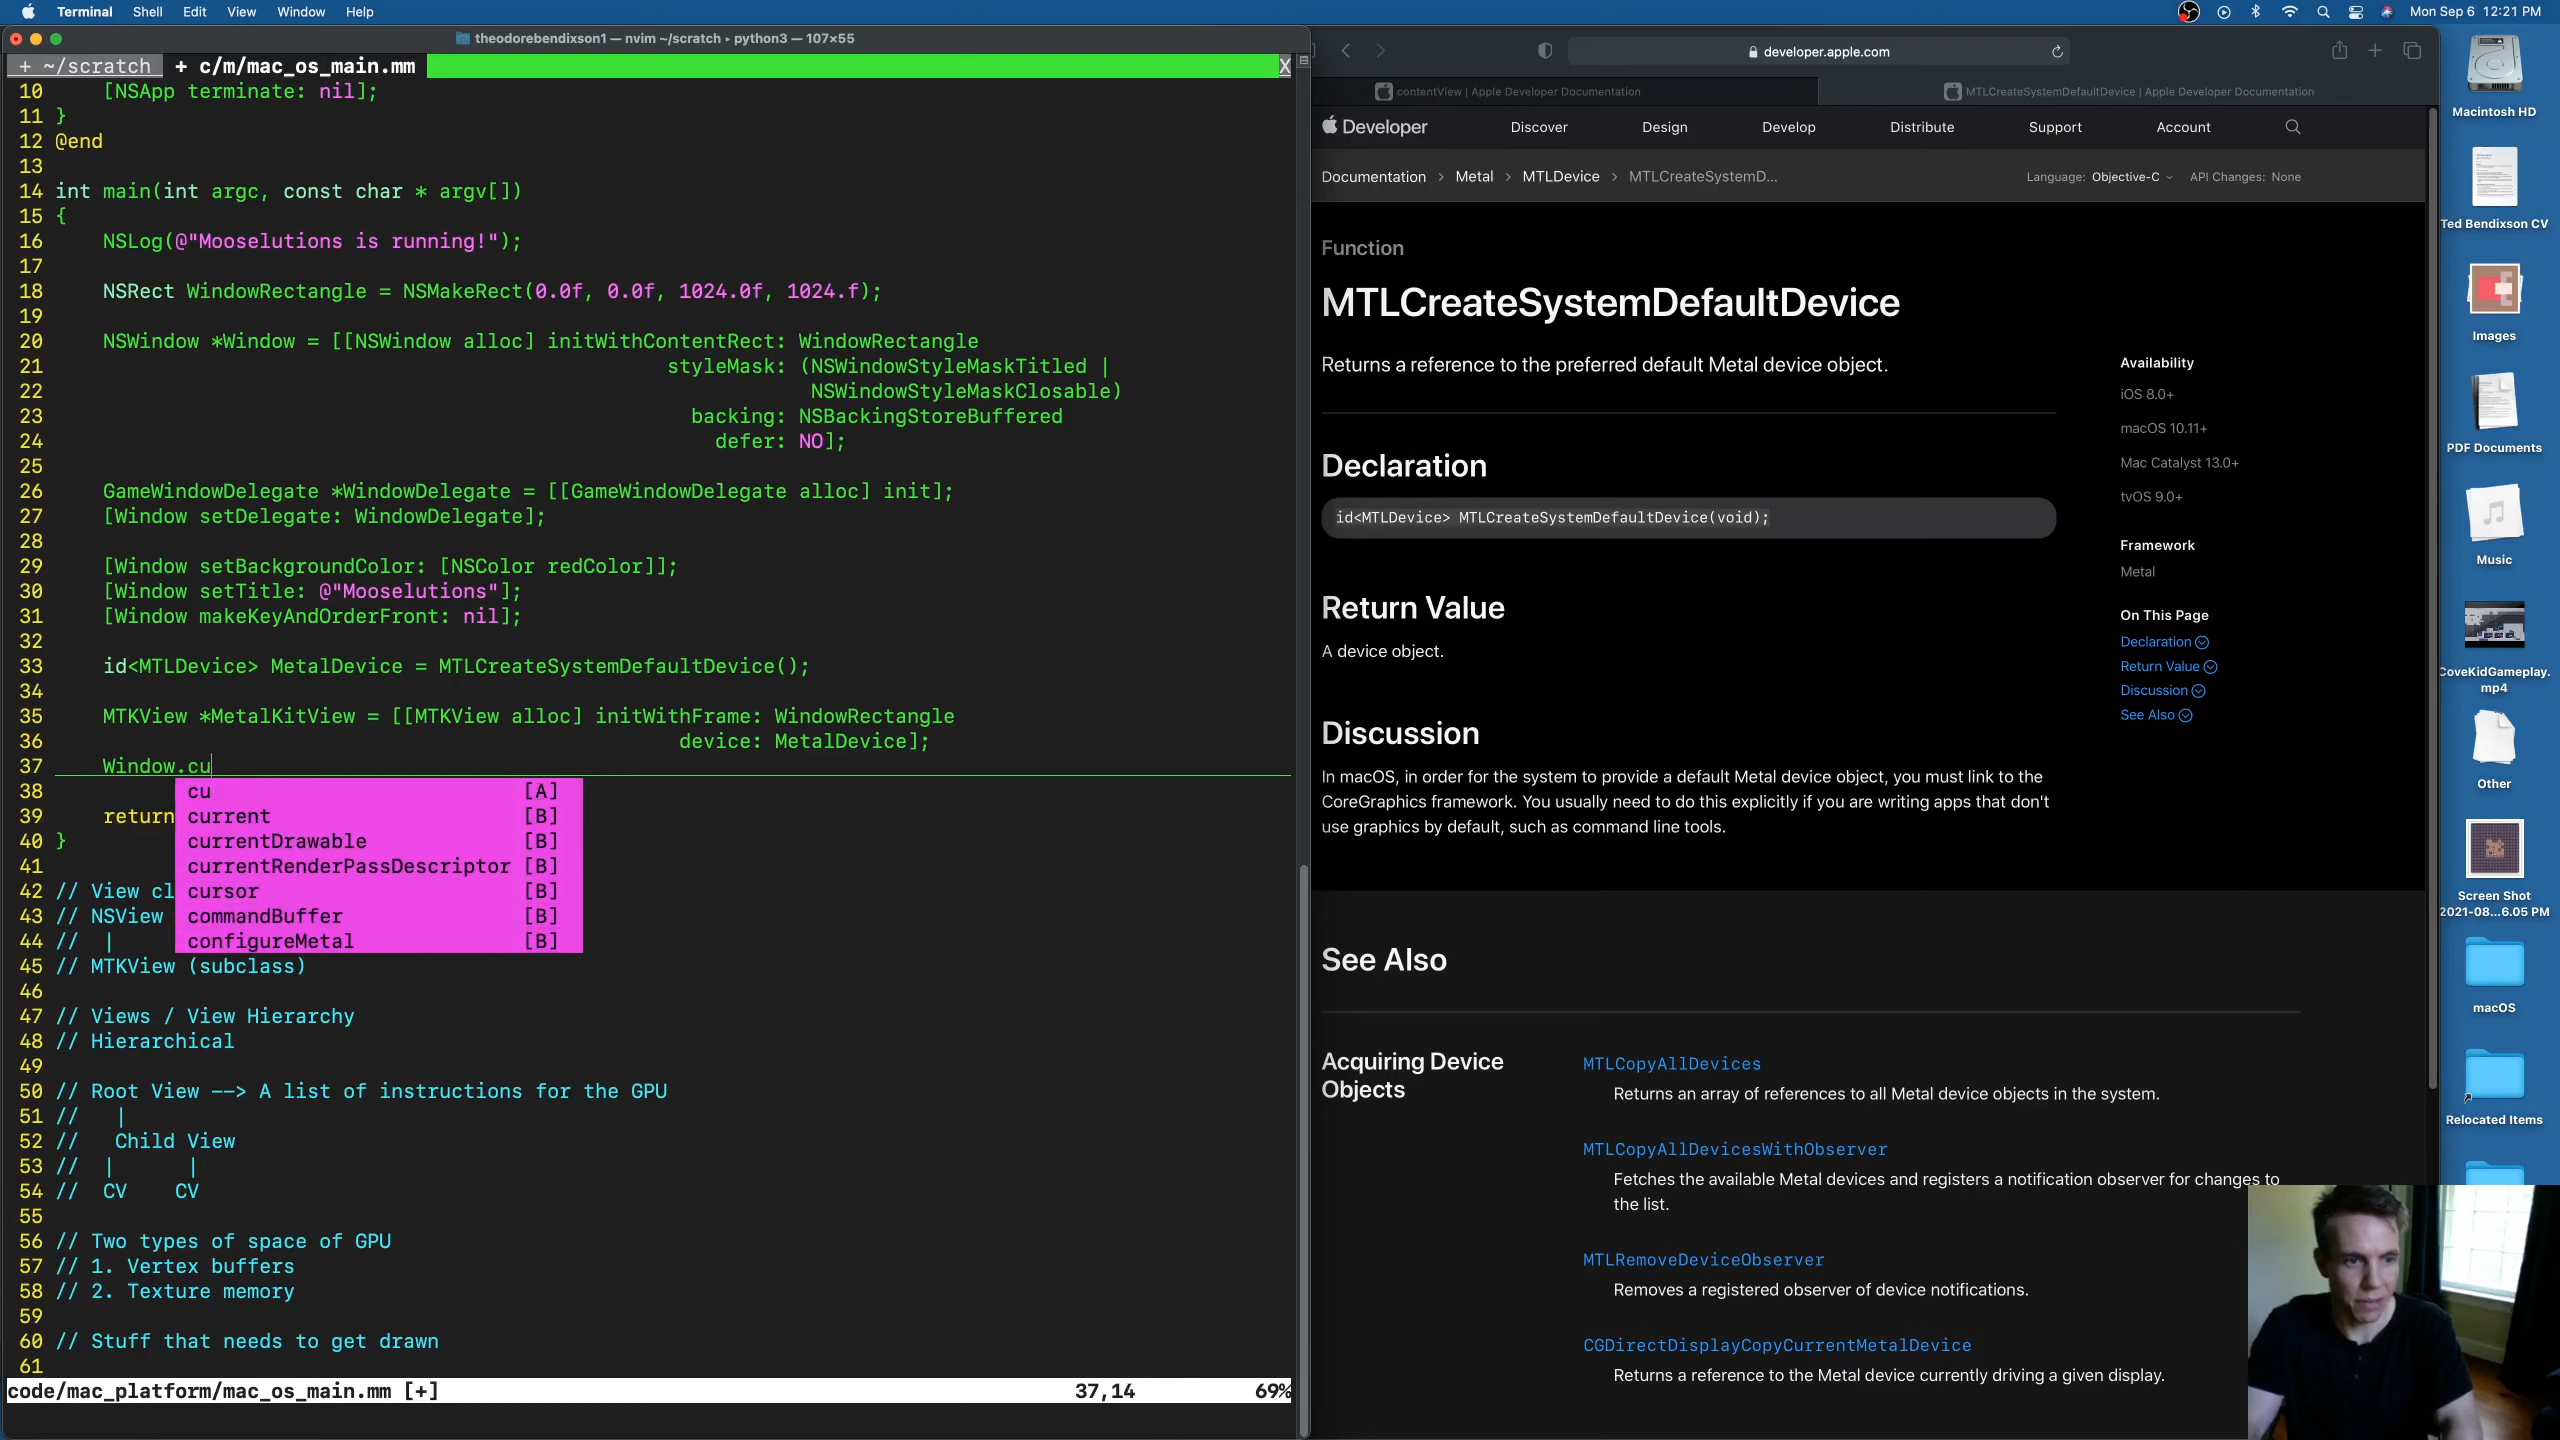 Terminal Shell Edit View Window Help
Mon Sep 6 12:21 PM
theodorebendixson1 — nvim ~/scratch ▸ python3 — 107×55
+ ~/scratch + c/m/mac_os_main.mm X
10 [NSApp terminate: nil];
11 }
12 @end
13
14 int main(int argc, const char * argv[])
15 {
16 NSLog(@"Mooselutions is running!");
17
18 NSRect WindowRectangle = NSMakeRect(0.0f, 0.0f, 1024.0f, 1024.f);
19
20 NSWindow *Window = [[NSWindow alloc] initWithContentRect: WindowRectangle
21 styleMask: (NSWindowStyleMaskTitled |
22 NSWindowStyleMaskClosable)
23 backing: NSBackingStoreBuffered
24 defer: NO];
25
26 GameWindowDelegate *WindowDelegate = [[GameWindowDelegate alloc] init];
27 [Window setDelegate: WindowDelegate];
28
29 [Window setBackgroundColor: [NSColor redColor]];
30 [Window setTitle: @"Mooselutions"];
31 [Window makeKeyAndOrderFront: nil];
32
33 id<MTLDevice> MetalDevice = MTLCreateSystemDefaultDevice();
34
35 MTKView *MetalKitView = [[MTKView alloc] initWithFrame: WindowRectangle
36 device: MetalDevice];
37 Window.cu
38 cu [A]
39 return current [B]
40 } currentDrawable [B]
41 currentRenderPassDescriptor [B]
42 // View cl cursor [B]
43 // NSView commandBuffer [B]
44 // | configureMetal [B]
45 // MTKView (subclass)
46
47 // Views / View Hierarchy
48 // Hierarchical
49
50 // Root View --> A list of instructions for the GPU
51 // |
52 // Child View
53 // | |
54 // CV CV
55
56 // Two types of space of GPU
57 // 1. Vertex buffers
58 // 2. Texture memory
59
60 // Stuff that needs to get drawn
61
code/mac_platform/mac_os_main.mm [+] 37,14 69%
developer.apple.com
contentView | Apple Developer Documentation
MTLCreateSystemDefaultDevice | Apple Developer Documentation
Developer Discover Design Develop Distribute Support Account
Documentation > Metal > MTLDevice > MTLCreateSystemD...
Language: Objective-C API Changes: None
Function
MTLCreateSystemDefaultDevice
Returns a reference to the preferred default Metal device object.
Declaration
id<MTLDevice> MTLCreateSystemDefaultDevice(void);
Return Value
A device object.
Discussion
In macOS, in order for the system to provide a default Metal device object, you must link to the
CoreGraphics framework. You usually need to do this explicitly if you are writing apps that don't
use graphics by default, such as command line tools.
Availability
iOS 8.0+
macOS 10.11+
Mac Catalyst 13.0+
tvOS 9.0+
Framework
Metal
On This Page
Declaration
Return Value
Discussion
See Also
See Also
Acquiring Device
Objects
MTLCopyAllDevices
Returns an array of references to all Metal device objects in the system.
MTLCopyAllDevicesWithObserver
Fetches the available Metal devices and registers a notification observer for changes to
the list.
MTLRemoveDeviceObserver
Removes a registered observer of device notifications.
CGDirectDisplayCopyCurrentMetalDevice
Returns a reference to the Metal device currently driving a given display.
Macintosh HD
Ted Bendixson CV
Images
PDF Documents
Music
CoveKidGameplay.
mp4
Other
Screen Shot
2021-08...6.05 PM
macOS
Relocated Items